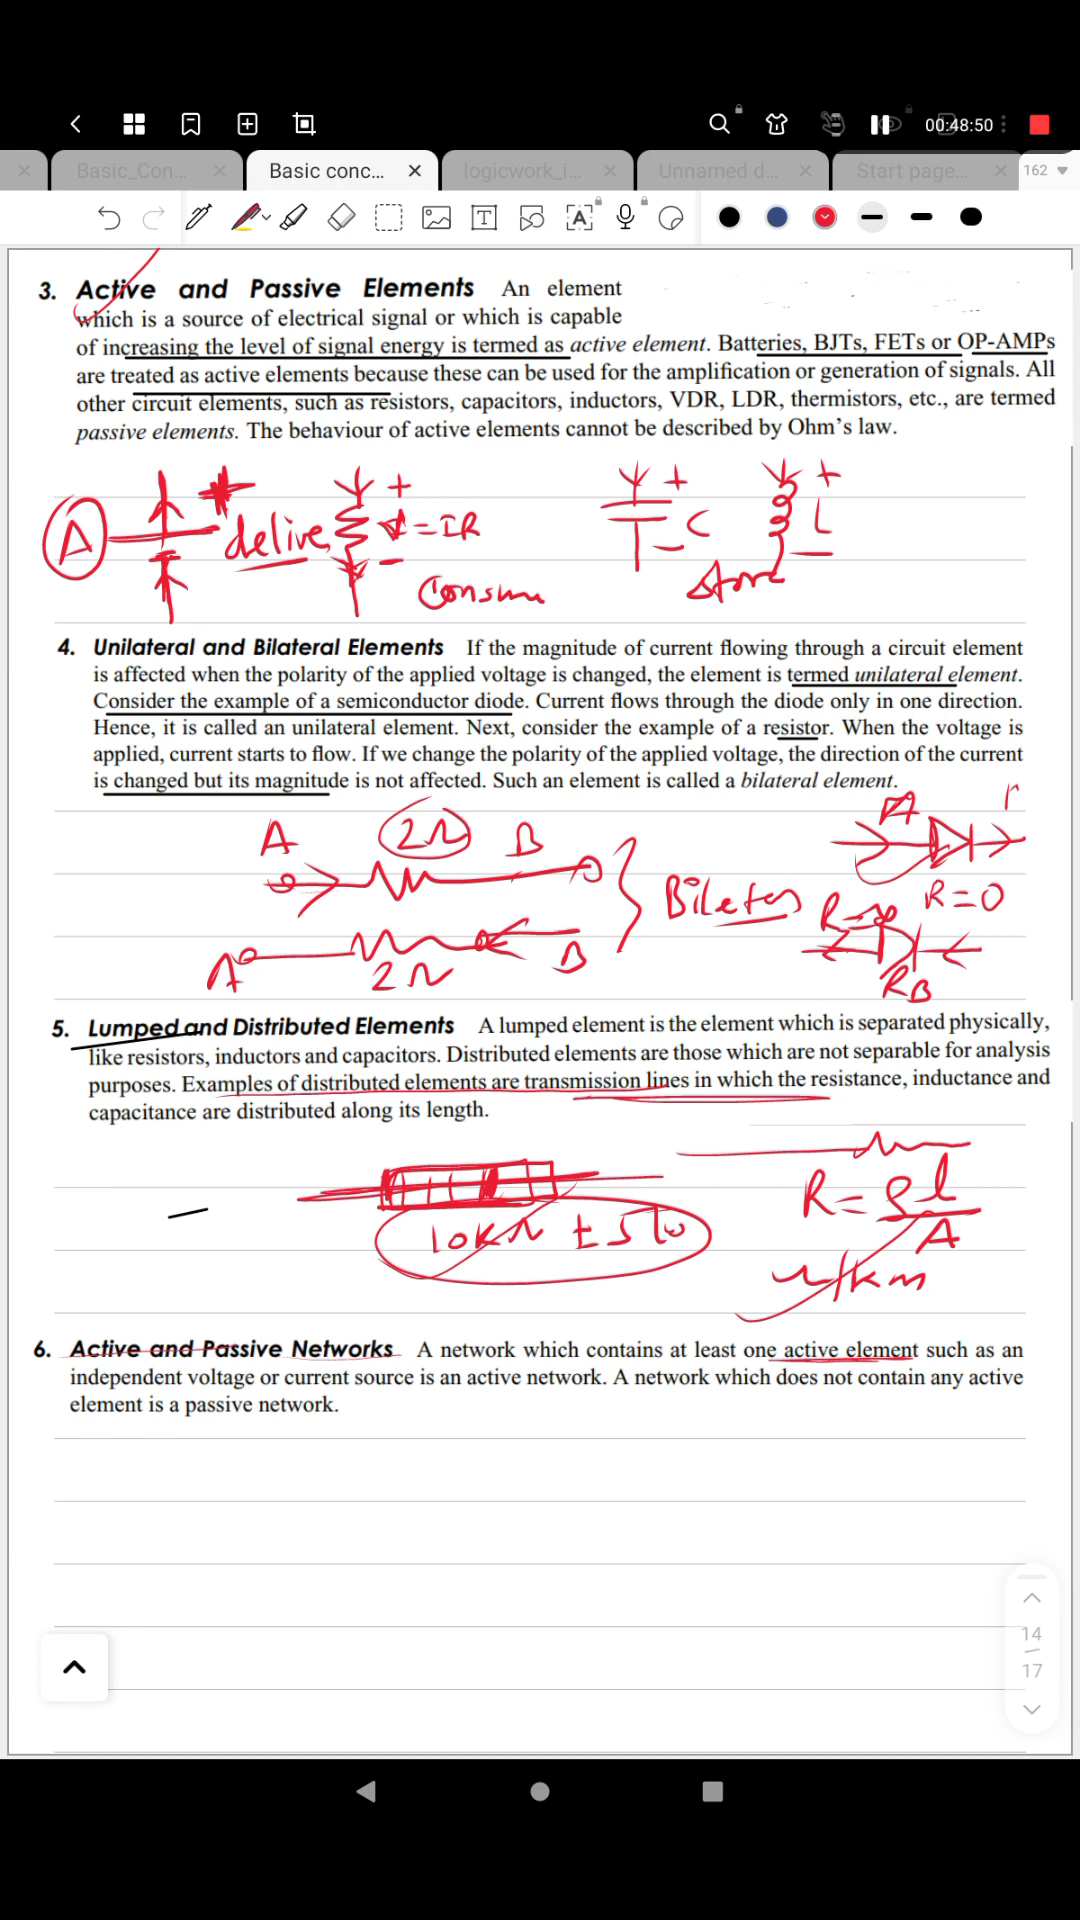 00:48:50
Basic_Con...
Basic conc...
logicwork_i...
Unnamed d...
Start page...
162
3. Active and Passive Elements An element
which is a source of electrical signal or which is capable
of increasing the level of signal energy is termed as active element. Batteries, BJTs, FETs or OP-AMPs
are treated as active elements because these can be used for the amplification or generation of signals. All
other circuit elements, such as resistors, capacitors, inductors, VDR, LDR, thermistors, etc., are termed
passive elements. The behaviour of active elements cannot be described by Ohm's law.
A
+ + +
delive = IR C L
- - -
Consum Store
4. Unilateral and Bilateral Elements If the magnitude of current flowing through a circuit element
is affected when the polarity of the applied voltage is changed, the element is termed unilateral element.
Consider the example of a semiconductor diode. Current flows through the diode only in one direction.
Hence, it is called an unilateral element. Next, consider the example of a resistor. When the voltage is
applied, current starts to flow. If we change the polarity of the applied voltage, the direction of the current
is changed but its magnitude is not affected. Such an element is called a bilateral element.
A 2Ω B
R=0
A 2Ω B
RB
5. Lumped and Distributed Elements A lumped element is the element which is separated physically,
like resistors, inductors and capacitors. Distributed elements are those which are not separable for analysis
purposes. Examples of distributed elements are transmission lines in which the resistance, inductance and
capacitance are distributed along its length.
R = ρl/A
10KΩ ± 5%
Ω/km
6. Active and Passive Networks A network which contains at least one active element such as an
independent voltage or current source is an active network. A network which does not contain any active
element is a passive network.
14
17